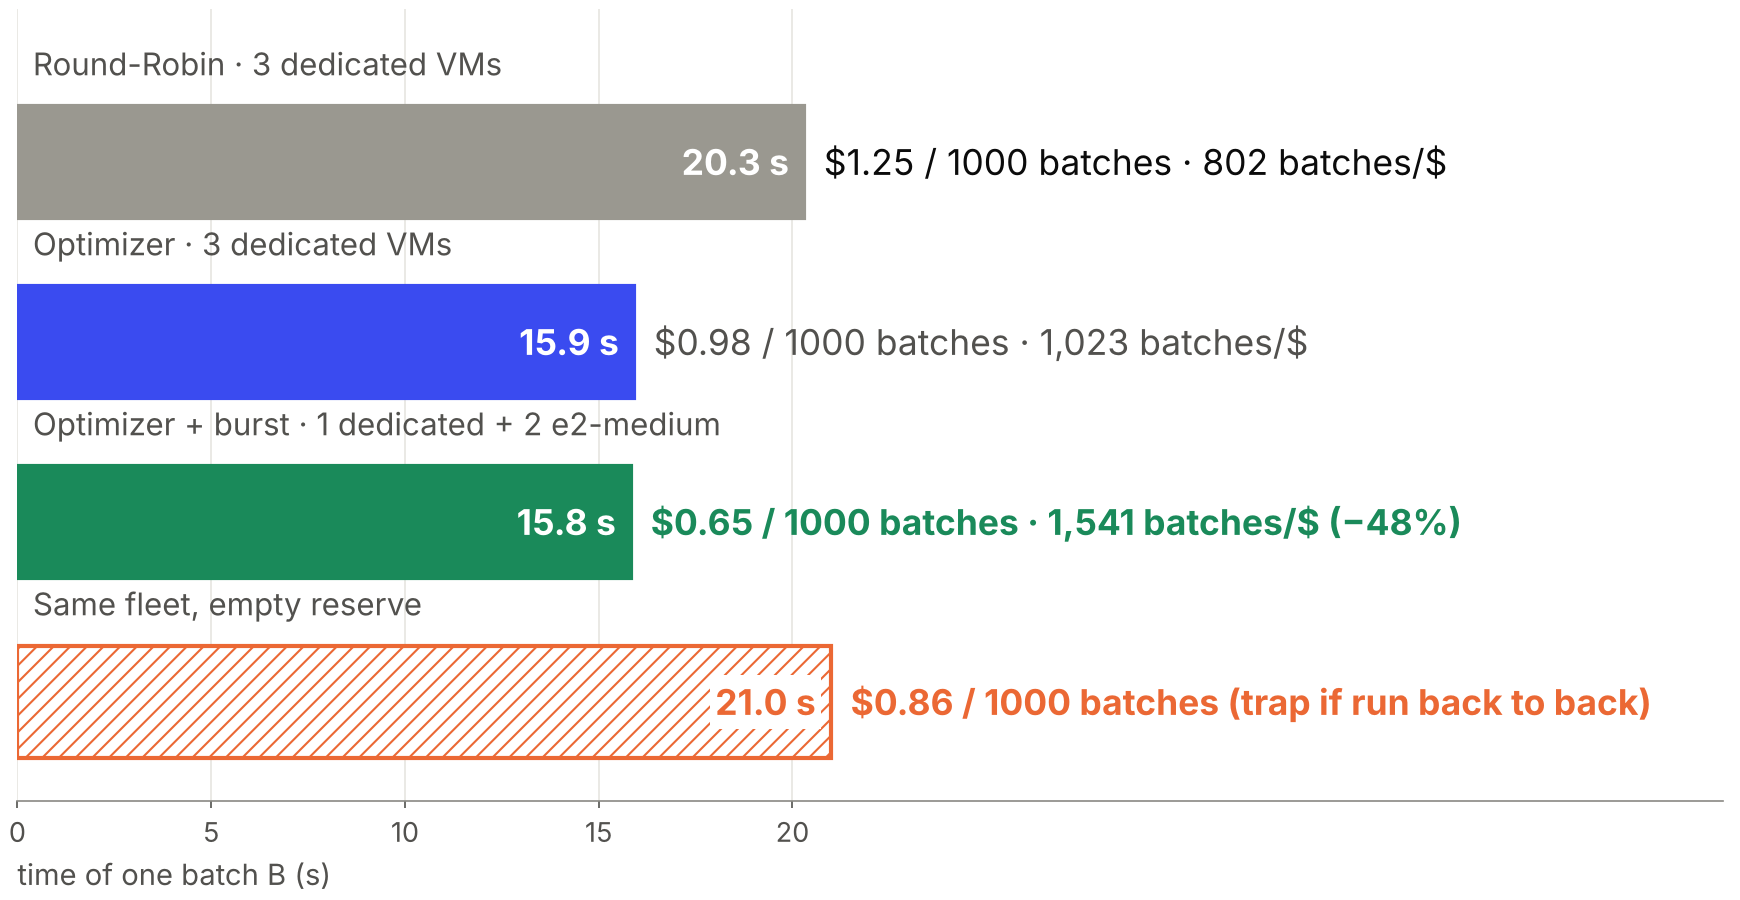 Round-Robin · 3 dedicated VMs
20.3 s $1.25 / 1000 batches · 802 batches/$
Optimizer · 3 dedicated VMs
15.9 s $0.98 / 1000 batches · 1,023 batches/$
Optimizer + burst · 1 dedicated + 2 e2-medium
15.8 s $0.65 / 1000 batches · 1,541 batches/$ (−48%)
Same fleet, empty reserve
21.0 s $0.86 / 1000 batches (trap if run back to back)
0 5 10 15 20
time of one batch B (s)